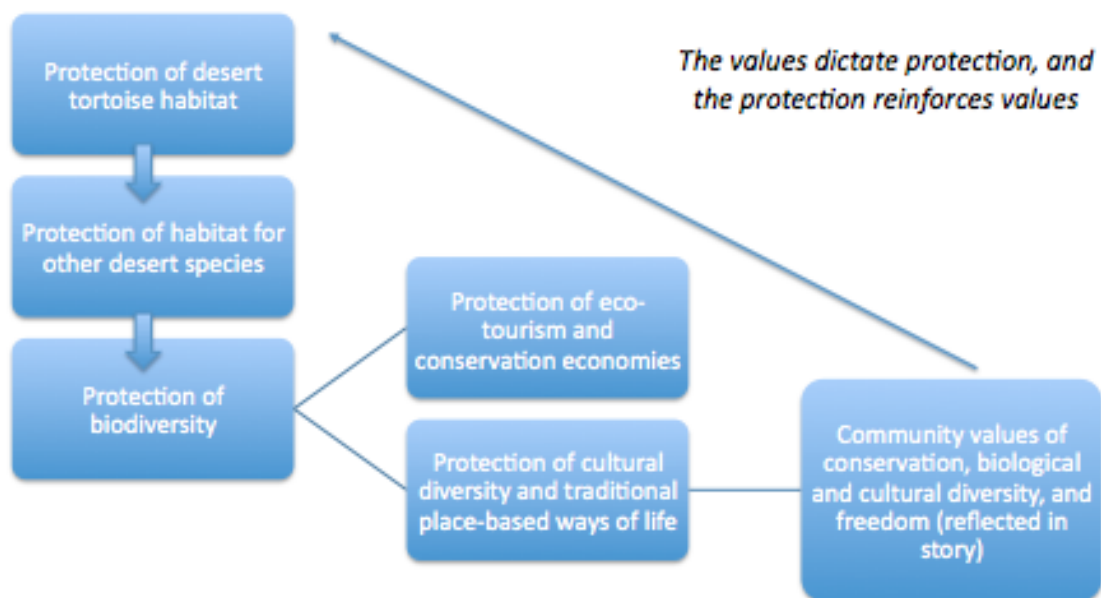 Protection of desert
tortoise habitat
The values dictate protection, and
the protection reinforces values
Protection of habitat for
other desert species
Protection of
biodiversity
Protection of eco-
tourism and
conservation economies
Protection of cultural
diversity and traditional
place-based ways of life
Community values of
conservation, biological
and cultural diversity, and
freedom (reflected in
story)